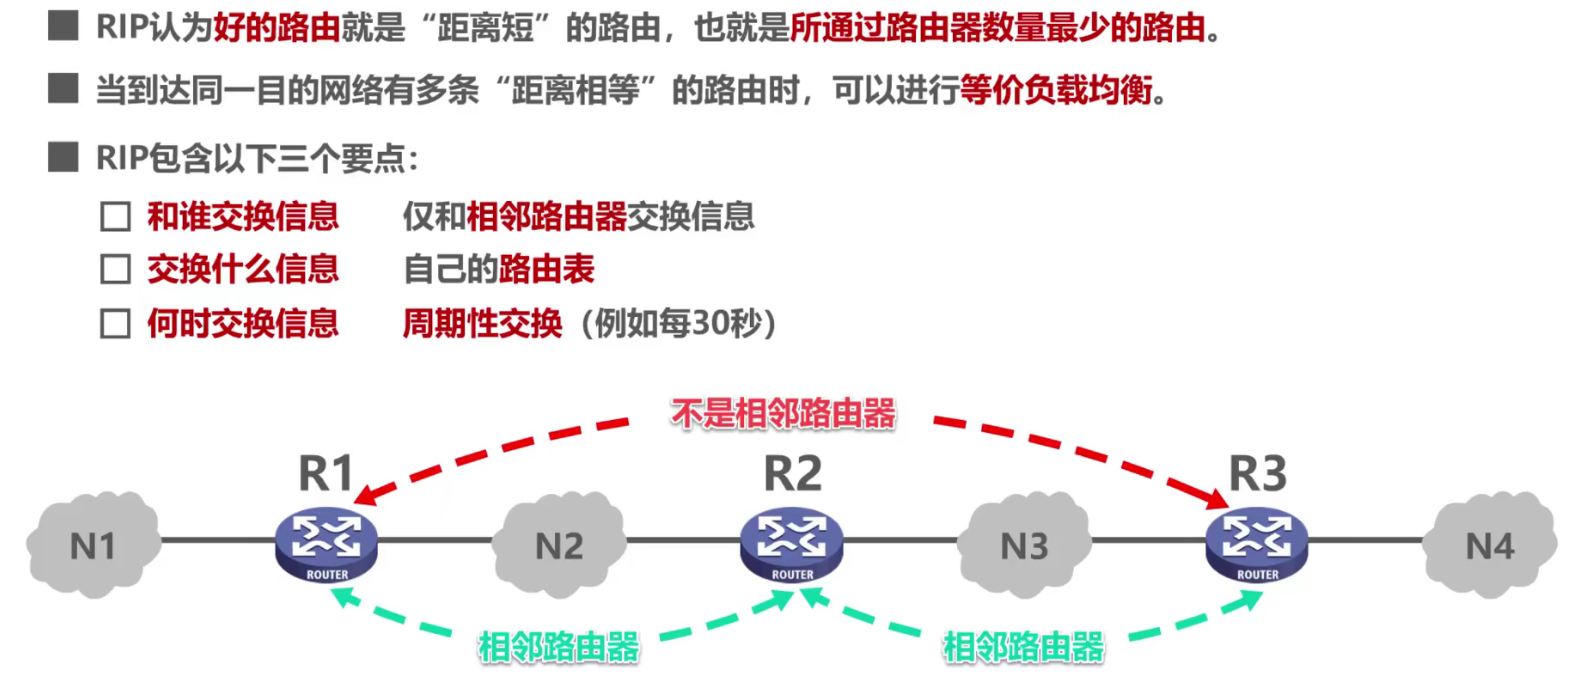 RIP认为好的路由就是“距离短”的路由，也就是所通过路由器数量最少的路由。
当到达同一目的网络有多条“距离相等”的路由时，可以进行等价负载均衡。
RIP包含以下三个要点：
和谁交换信息 仅和相邻路由器交换信息
交换什么信息 自己的路由表
何时交换信息 周期性交换（例如每30秒）
不是相邻路由器
R1 R2 R3
N1 N2 N3 N4
ROUTER ROUTER ROUTER
相邻路由器 相邻路由器